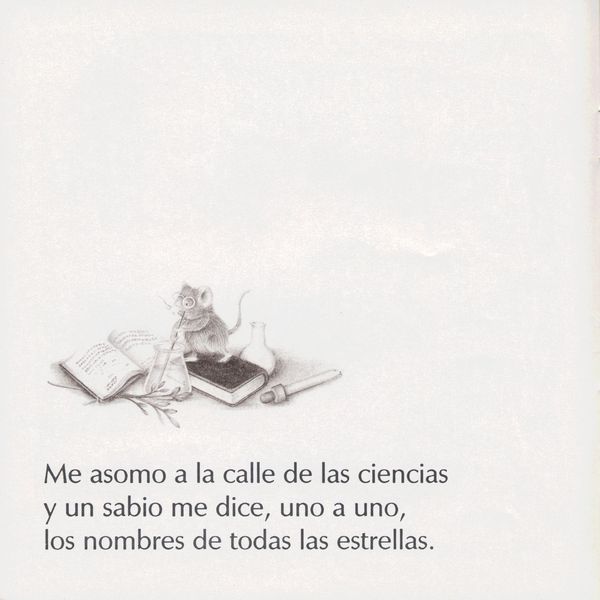 Me asomo a la calle de las ciencias
y un sabio me dice, uno a uno,
los nombres de todas las estrellas.